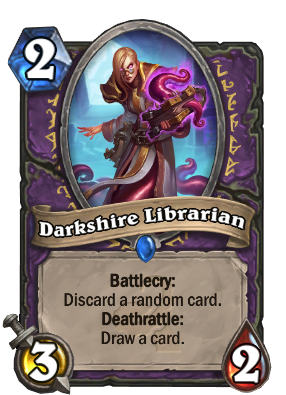 2
Darkshire Librarian
Battlecry:
Discard a random card.
Deathrattle:
Draw a card.
3
2